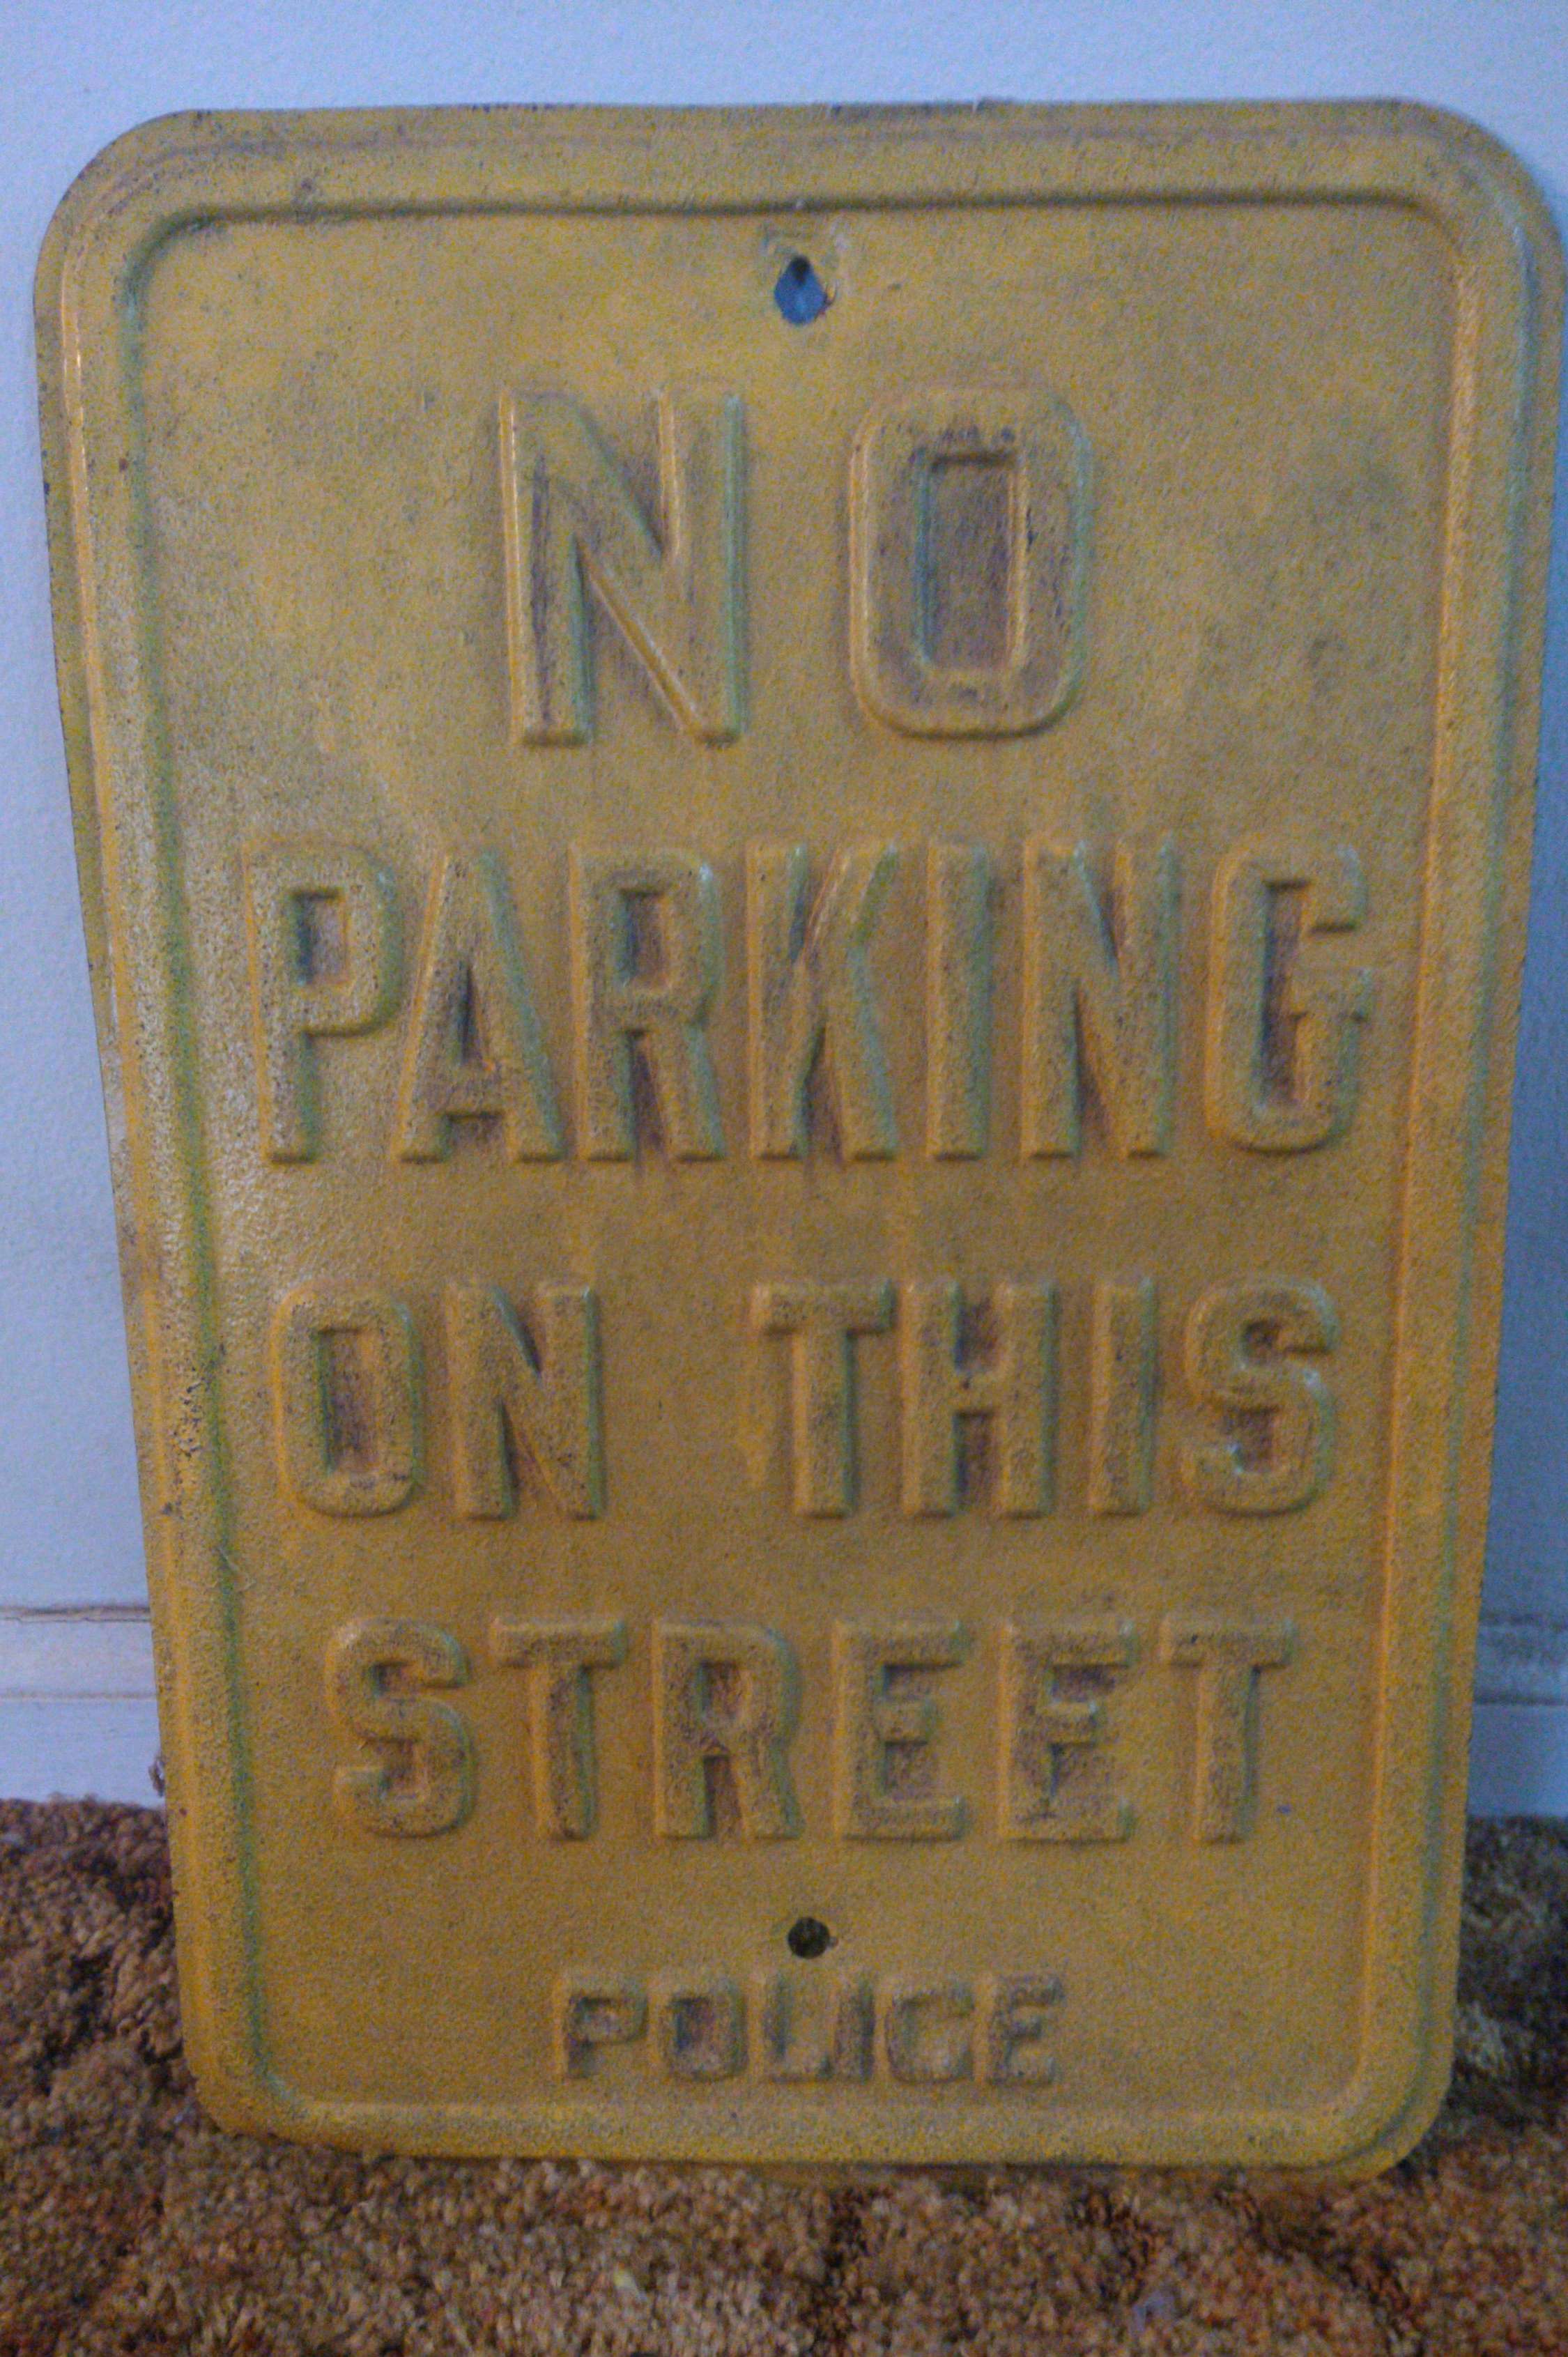 NO
PARKING
ON THIS
STREET
POLICE